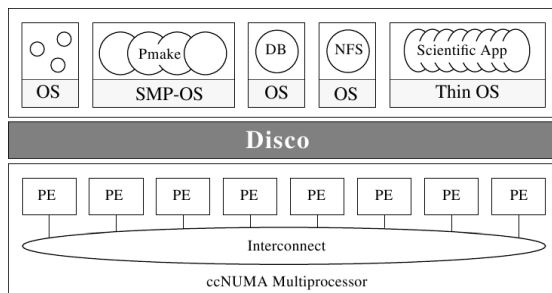 Pmake
DB
NFS
Scientific App
OS
SMP-OS
OS
OS
Thin OS
Disco
PE PE PE PE PE PE PE PE
Interconnect
ccNUMA Multiprocessor